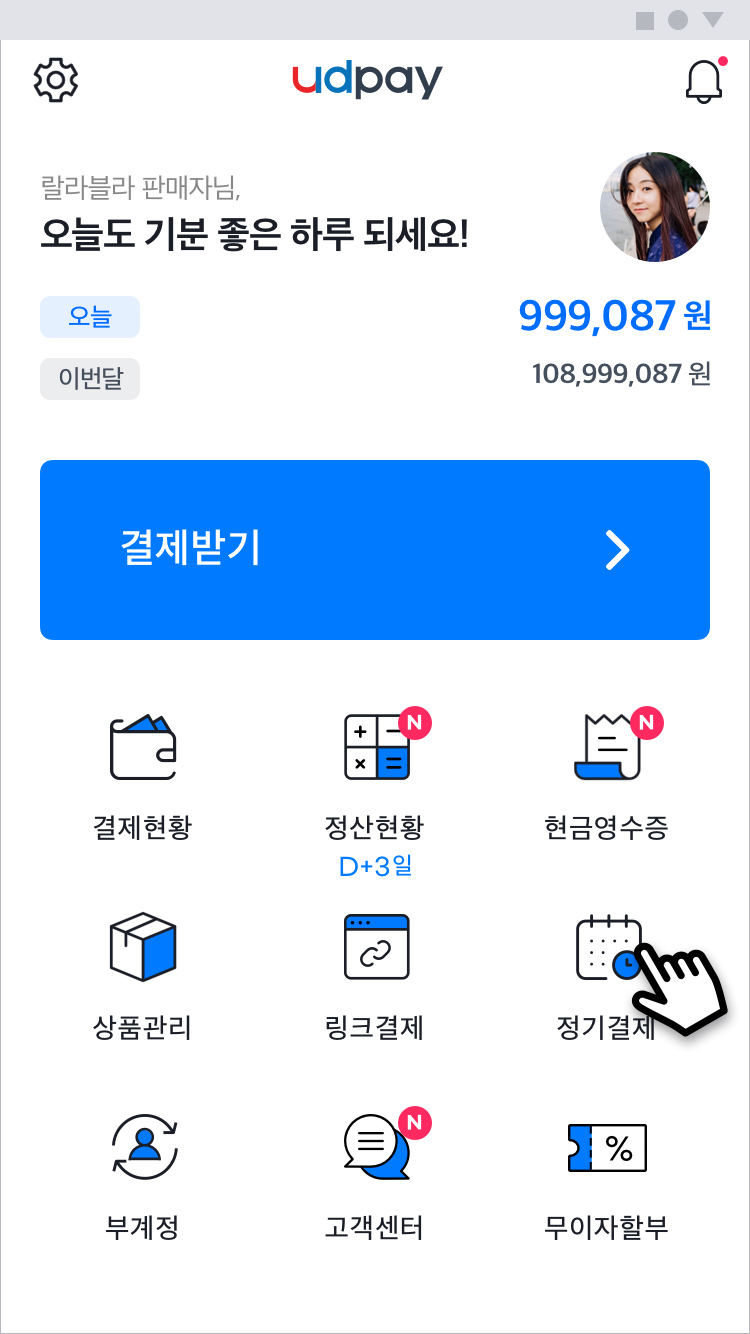 udpay
랄라블라 판매자님,
오늘도 기분 좋은 하루 되세요!
오늘
999,087 원
이번달
108,999,087 원
결제받기
N
N
결제현황
정산현황
현금영수증
D+3일
상품관리
링크결제
정기결제
N
%
부계정
고객센터
무이자할부